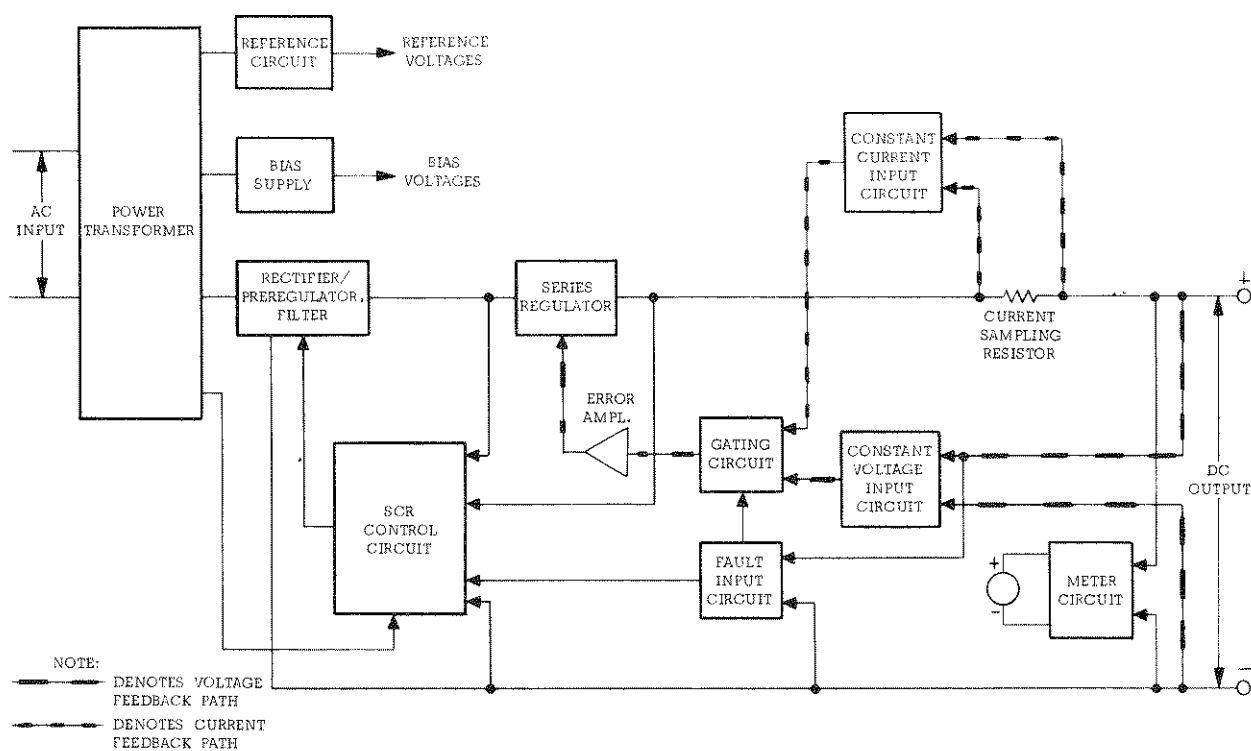 REFERENCE
CIRCUIT
REFERENCE
VOLTAGES
BIAS
SUPPLY
BIAS
VOLTAGES
AC
INPUT
POWER
TRANSFORMER
RECTIFIER/
PREREGULATOR,
FILTER
SERIES
REGULATOR
CONSTANT
CURRENT
INPUT
CIRCUIT
+
CURRENT
SAMPLING
RESISTOR
ERROR
AMPL.
GATING
CIRCUIT
CONSTANT
VOLTAGE
INPUT
CIRCUIT
DC
OUTPUT
SCR
CONTROL
CIRCUIT
FAULT
INPUT
CIRCUIT
+
−
METER
CIRCUIT
−
NOTE:
DENOTES VOLTAGE
FEEDBACK PATH
DENOTES CURRENT
FEEDBACK PATH